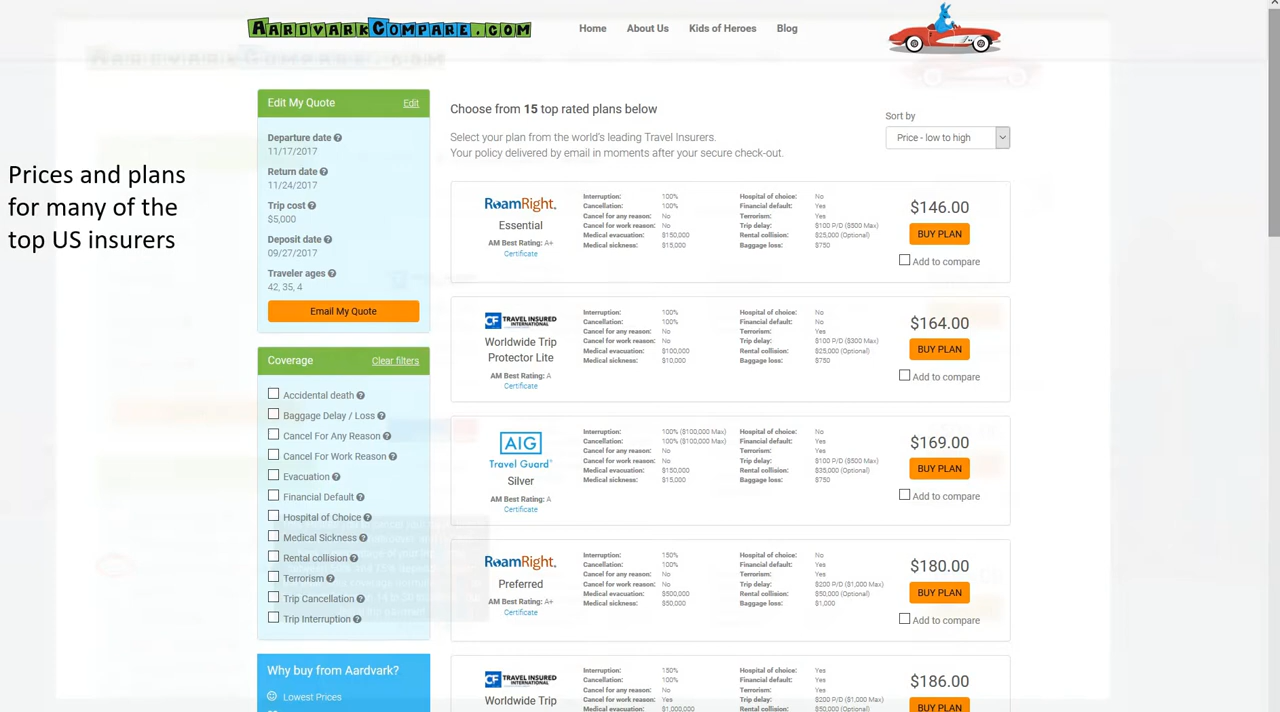 AARDVARKCOMPARE.COM
Home About Us Kids of Heroes Blog
Prices and plans
for many of the
top US insurers
Edit My Quote Edit
Departure date
11/17/2017
Return date
11/24/2017
Trip cost
$5,000
Deposit date
09/27/2017
Traveler ages
42, 35, 4
Email My Quote
Coverage Clear filters
Accidental death
Baggage Delay / Loss
Cancel For Any Reason
Cancel For Work Reason
Evacuation
Financial Default
Hospital of Choice
Medical Sickness
Rental collision
Terrorism
Trip Cancellation
Trip Interruption
Why buy from Aardvark?
Lowest Prices
Choose from 15 top rated plans below
Select your plan from the world's leading Travel Insurers.
Your policy delivered by email in moments after your secure check-out.
Sort by
Price - low to high
RoamRight.
Essential
AM Best Rating: A+
Certificate
Interruption: 100%
Cancellation: 100%
Cancel for any reason: No
Cancel for work reason: No
Medical evacuation: $150,000
Medical sickness: $15,000
Hospital of choice: No
Financial default: Yes
Terrorism: Yes
Trip delay: $100 P/D ($500 Max)
Rental collision: $25,000 (Optional)
Baggage loss: $750
$146.00
BUY PLAN
Add to compare
TRAVEL INSURED
INTERNATIONAL
Worldwide Trip
Protector Lite
AM Best Rating: A
Certificate
Interruption: 100%
Cancellation: 100%
Cancel for any reason: No
Cancel for work reason: No
Medical evacuation: $100,000
Medical sickness: $10,000
Hospital of choice: No
Financial default: Yes
Terrorism: Yes
Trip delay: $100 P/D ($300 Max)
Rental collision: $25,000 (Optional)
Baggage loss: $750
$164.00
BUY PLAN
Add to compare
AIG
Travel Guard
Silver
AM Best Rating: A
Certificate
Interruption: 100% ($100,000 Max)
Cancellation: 100% ($100,000 Max)
Cancel for any reason: No
Cancel for work reason: No
Medical evacuation: $150,000
Medical sickness: $15,000
Hospital of choice: No
Financial default: Yes
Terrorism: Yes
Trip delay: $100 P/D ($500 Max)
Rental collision: $35,000 (Optional)
Baggage loss: $750
$169.00
BUY PLAN
Add to compare
RoamRight.
Preferred
AM Best Rating: A+
Certificate
Interruption: 150%
Cancellation: 100%
Cancel for any reason: No
Cancel for work reason: No
Medical evacuation: $500,000
Medical sickness: $50,000
Hospital of choice: No
Financial default: Yes
Terrorism: Yes
Trip delay: $200 P/D ($1,000 Max)
Rental collision: $50,000 (Optional)
Baggage loss: $1,000
$180.00
BUY PLAN
Add to compare
TRAVEL INSURED
INTERNATIONAL
Worldwide Trip
Interruption: 150%
Cancellation: 100%
Cancel for any reason: No
Cancel for work reason: Yes
Medical evacuation: $1,000,000
Hospital of choice: Yes
Financial default: Yes
Terrorism: Yes
Trip delay: $200 P/D ($1,000 Max)
Rental collision: $50,000 (Optional)
$186.00
BUY PLAN